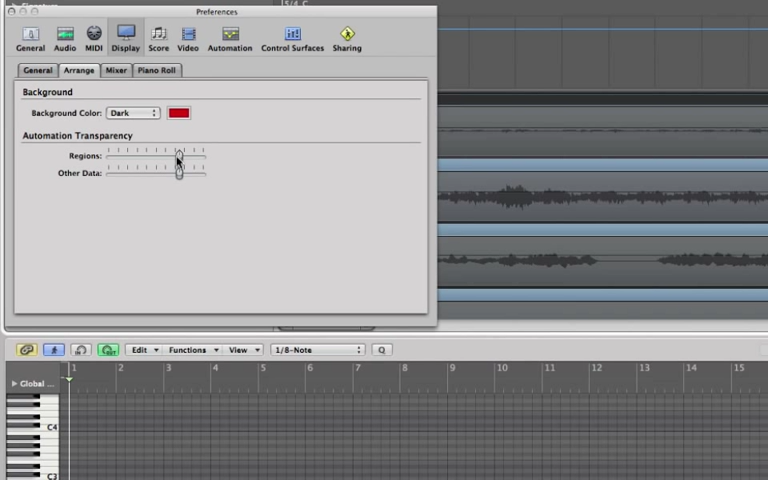 Preferences
General Audio MIDI Display Score Video Automation Control Surfaces Sharing
General Arrange Mixer Piano Roll
Background
Background Color: Dark
Automation Transparency
Regions:
Other Data:
Edit Functions View 1/8-Note Q
1 2 3 4 5 6 7 8 9 10 11 12 13 14 15
Global ...
C4
C3